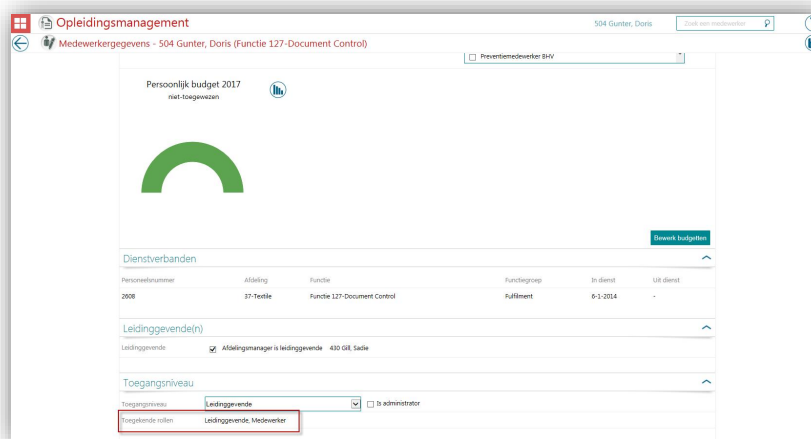 Opleidingsmanagement
504 Gunter, Doris
Zoek een medewerker
Medewerkergegevens - 504 Gunter, Doris (Functie 127-Document Control)
Preventiemedewerker BHV
Persoonlijk budget 2017
niet-toegewezen
Bewerk budgetten
Dienstverbanden
Personeelsnummer Afdeling Functie Functiegroep In dienst Uit dienst
2608 37-Textile Functie 127-Document Control Fulfilment 6-1-2014 -
Leidinggevende(n)
Leidinggevende Afdelingsmanager is leidinggevende 430 Gill, Sadie
Toegangsniveau
Toegangsniveau Leidinggevende Is administrator
Toegekende rollen Leidinggevende, Medewerker